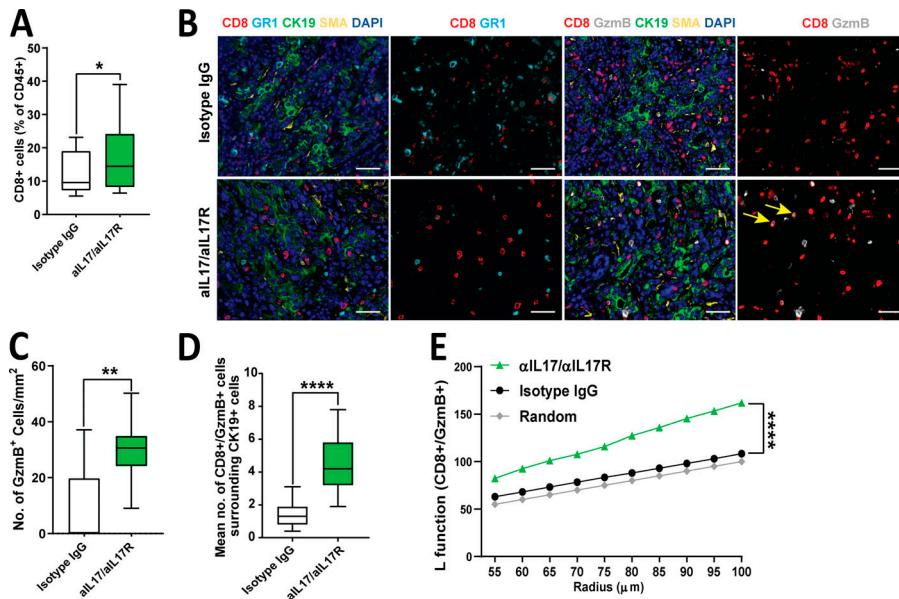 A
CD8+ cells (% of CD45+)
50
40
30
20
10
0
*
Isotype IgG
aIL17/aIL17R
B
CD8 GR1 CK19 SMA DAPI
CD8 GR1
CD8 GzmB CK19 SMA DAPI
CD8 GzmB
Isotype IgG
aIL17/aIL17R
C
No. of GzmB+ Cells/mm2
60
40
20
0
**
Isotype IgG
aIL17/aIL17R
D
Mean no. of CD8+/GzmB+ cells
surrounding CK19+ cells
10
8
6
4
2
0
****
Isotype IgG
aIL17/aIL17R
E
L function (CD8+/GzmB+)
200
150
100
50
0
αIL17/αIL17R
Isotype IgG
Random
****
55 60 65 70 75 80 85 90 95 100
Radius (μm)